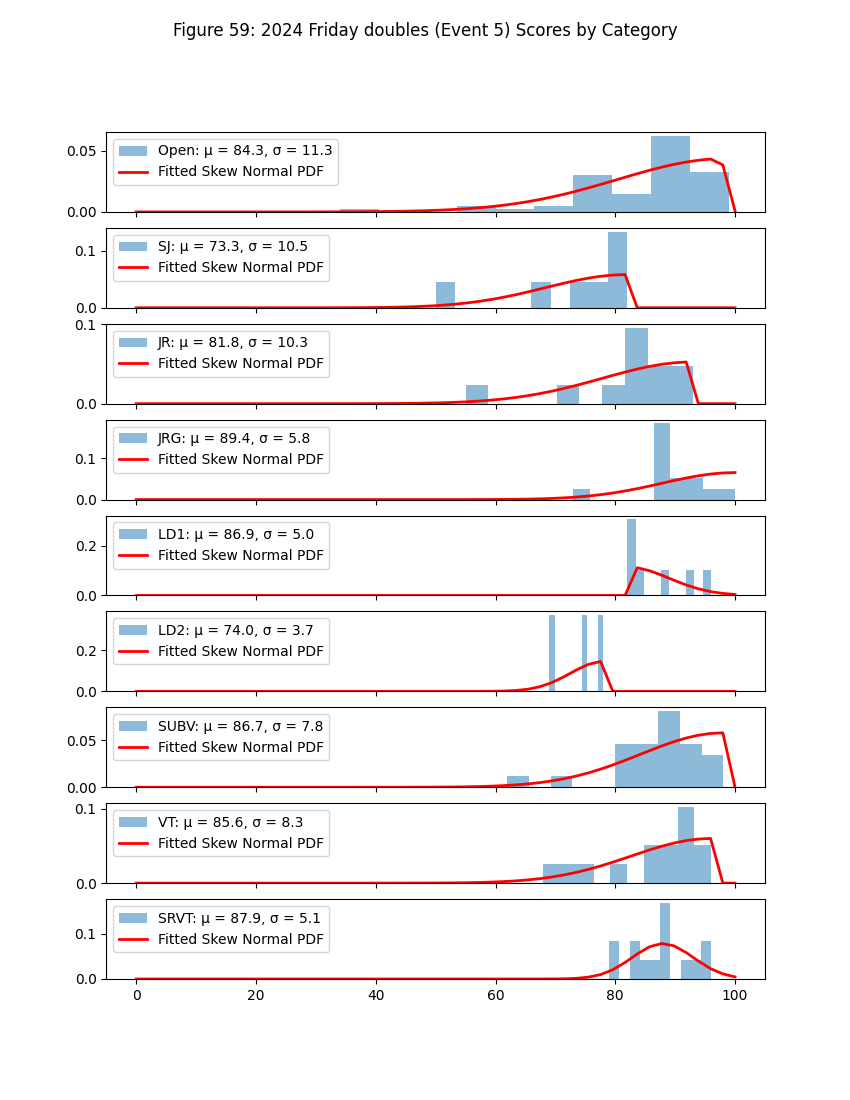 Figure 59: 2024 Friday doubles (Event 5) Scores by Category
0.05
0.00
Open: μ = 84.3, σ = 11.3
Fitted Skew Normal PDF
0.1
0.0
SJ: μ = 73.3, σ = 10.5
Fitted Skew Normal PDF
0.1
0.0
JR: μ = 81.8, σ = 10.3
Fitted Skew Normal PDF
0.1
0.0
JRG: μ = 89.4, σ = 5.8
Fitted Skew Normal PDF
0.2
0.0
LD1: μ = 86.9, σ = 5.0
Fitted Skew Normal PDF
0.2
0.0
LD2: μ = 74.0, σ = 3.7
Fitted Skew Normal PDF
0.05
0.00
SUBV: μ = 86.7, σ = 7.8
Fitted Skew Normal PDF
0.1
0.0
VT: μ = 85.6, σ = 8.3
Fitted Skew Normal PDF
0.1
0.0
SRVT: μ = 87.9, σ = 5.1
Fitted Skew Normal PDF
0 20 40 60 80 100